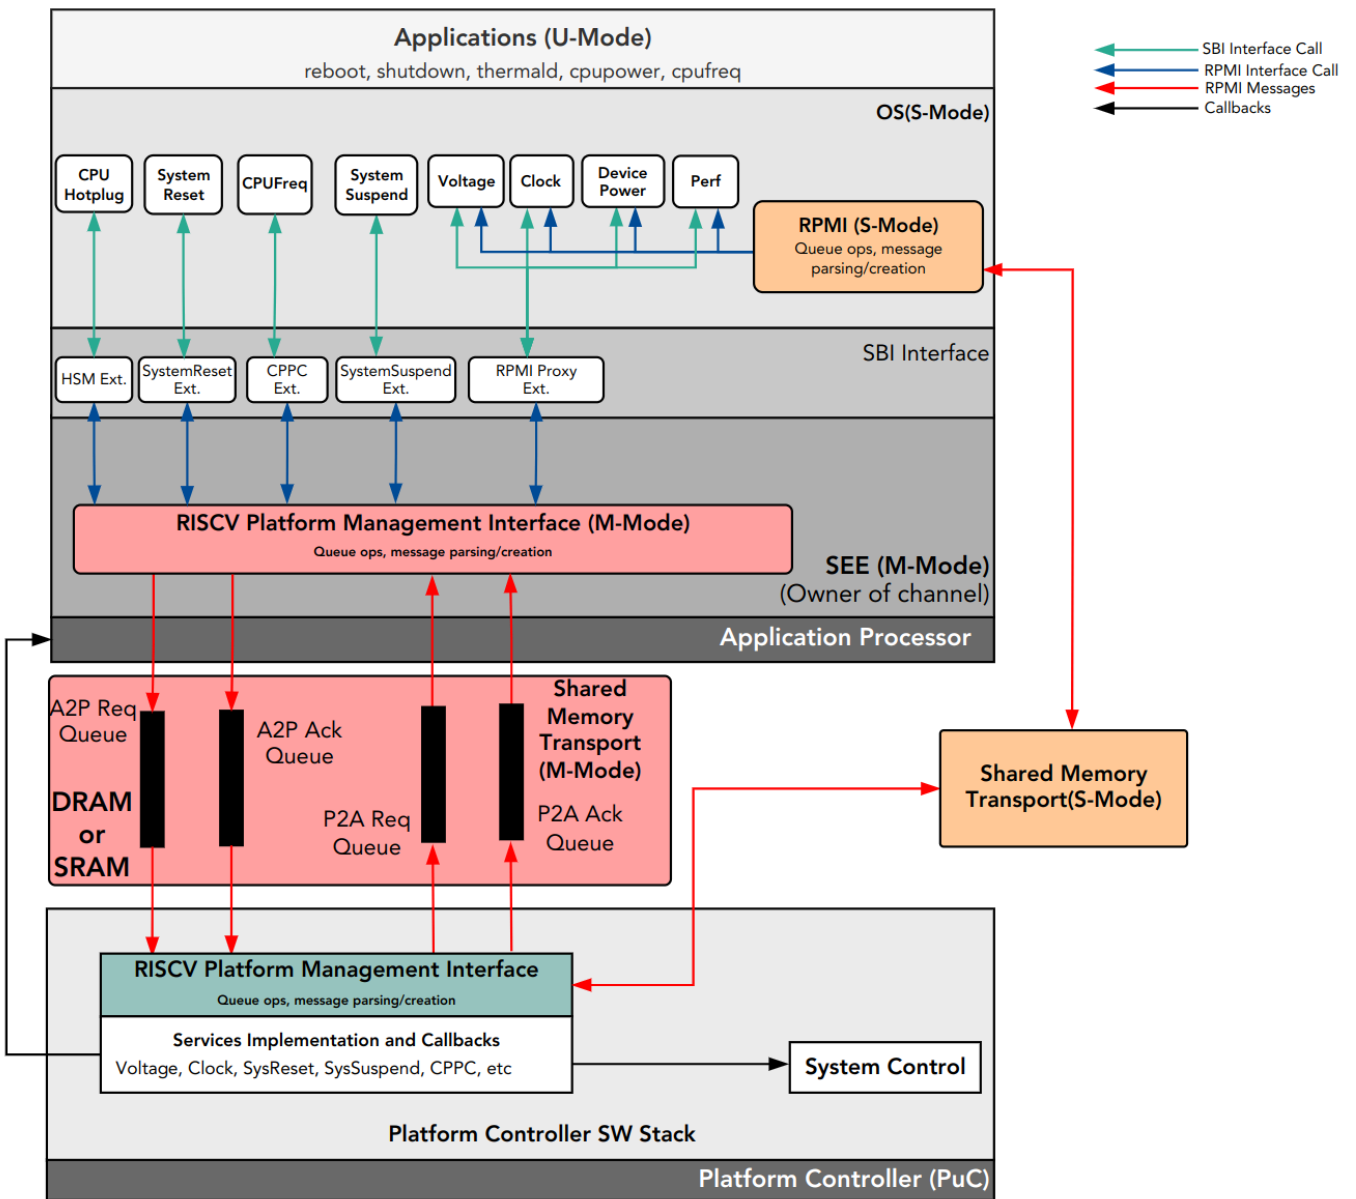 Applications (U-Mode)
reboot, shutdown, thermald, cpupower, cpufreq
SBI Interface Call
RPMI Interface Call
RPMI Messages
Callbacks
OS(S-Mode)
CPU
Hotplug
System
Reset
CPUFreq
System
Suspend
Voltage
Clock
Device
Power
Perf
RPMI (S-Mode)
Queue ops, message
parsing/creation
SBI Interface
HSM Ext.
SystemReset
Ext.
CPPC
Ext.
SystemSuspend
Ext.
RPMI Proxy
Ext.
RISCV Platform Management Interface (M-Mode)
Queue ops, message parsing/creation
SEE (M-Mode)
(Owner of channel)
Application Processor
A2P Req
Queue
A2P Ack
Queue
Shared
Memory
Transport
(M-Mode)
DRAM
or
SRAM
P2A Req
Queue
P2A Ack
Queue
Shared Memory
Transport(S-Mode)
RISCV Platform Management Interface
Queue ops, message parsing/creation
Services Implementation and Callbacks
Voltage, Clock, SysReset, SysSuspend, CPPC, etc
System Control
Platform Controller SW Stack
Platform Controller (PuC)